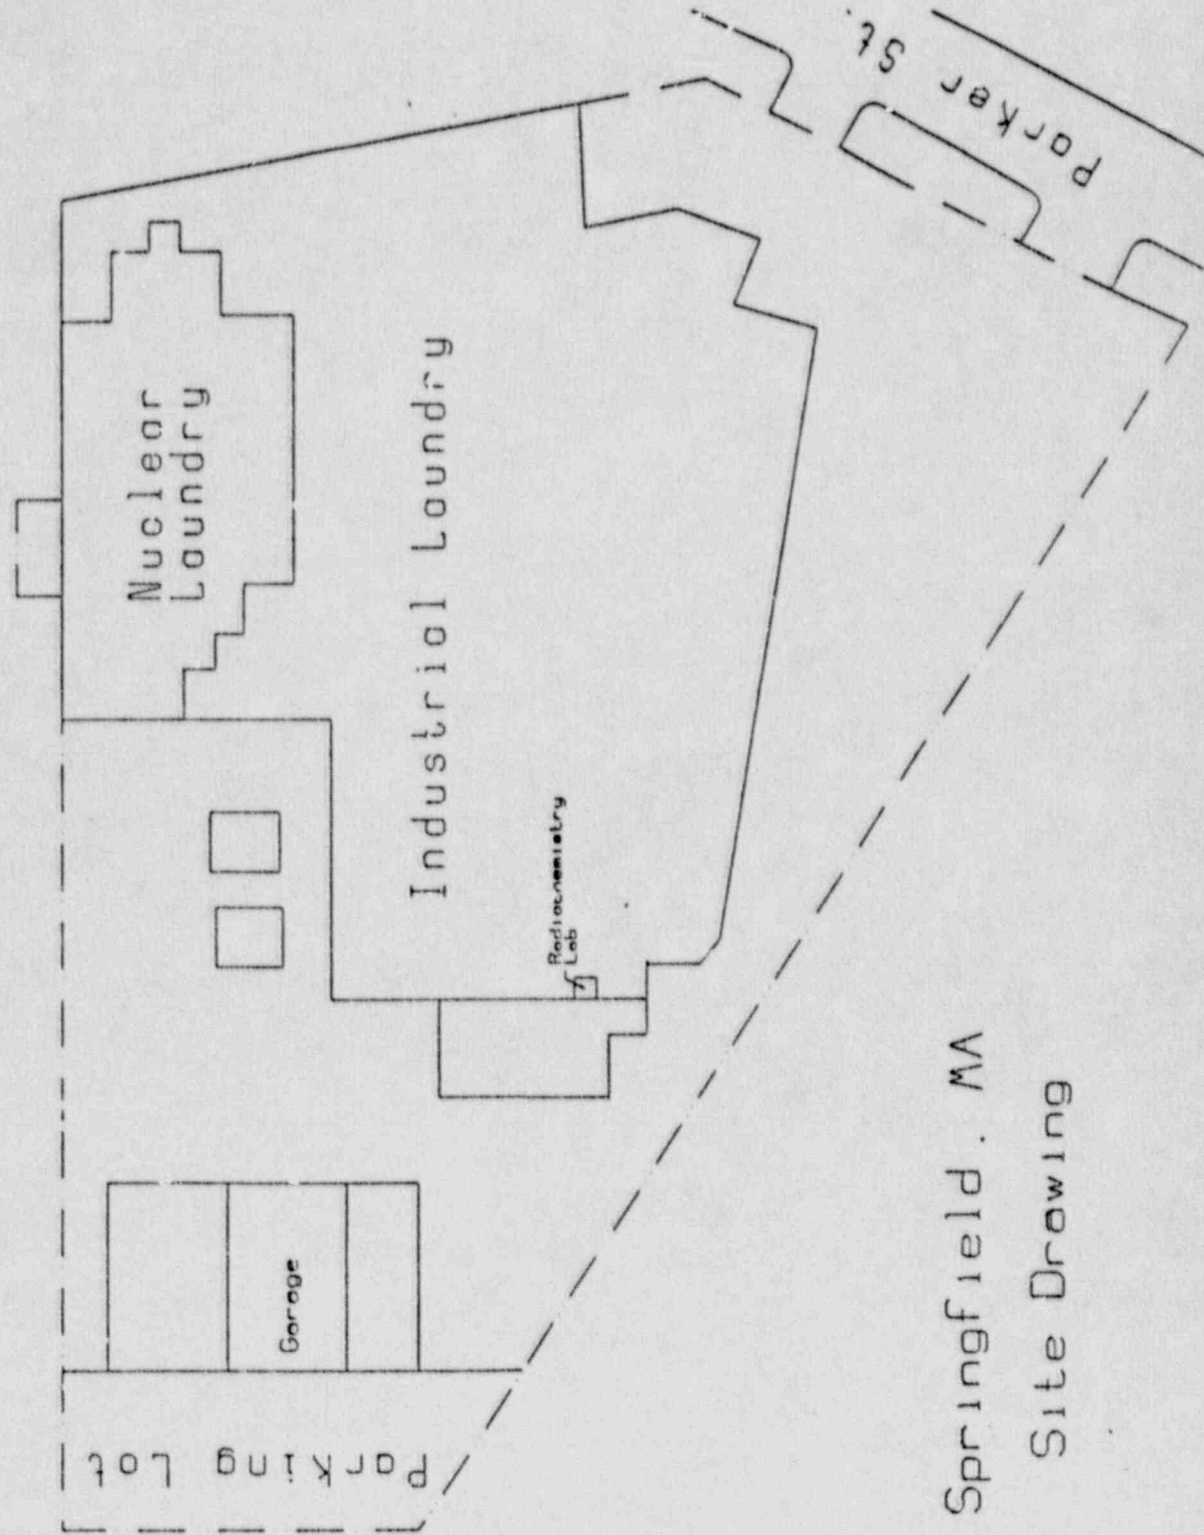 Parker St.
Nuclear
Laundry
Industrial Laundry
Radiochemistry
Lab
Garage
Parking Lot
Springfield. MA
Site Drawing